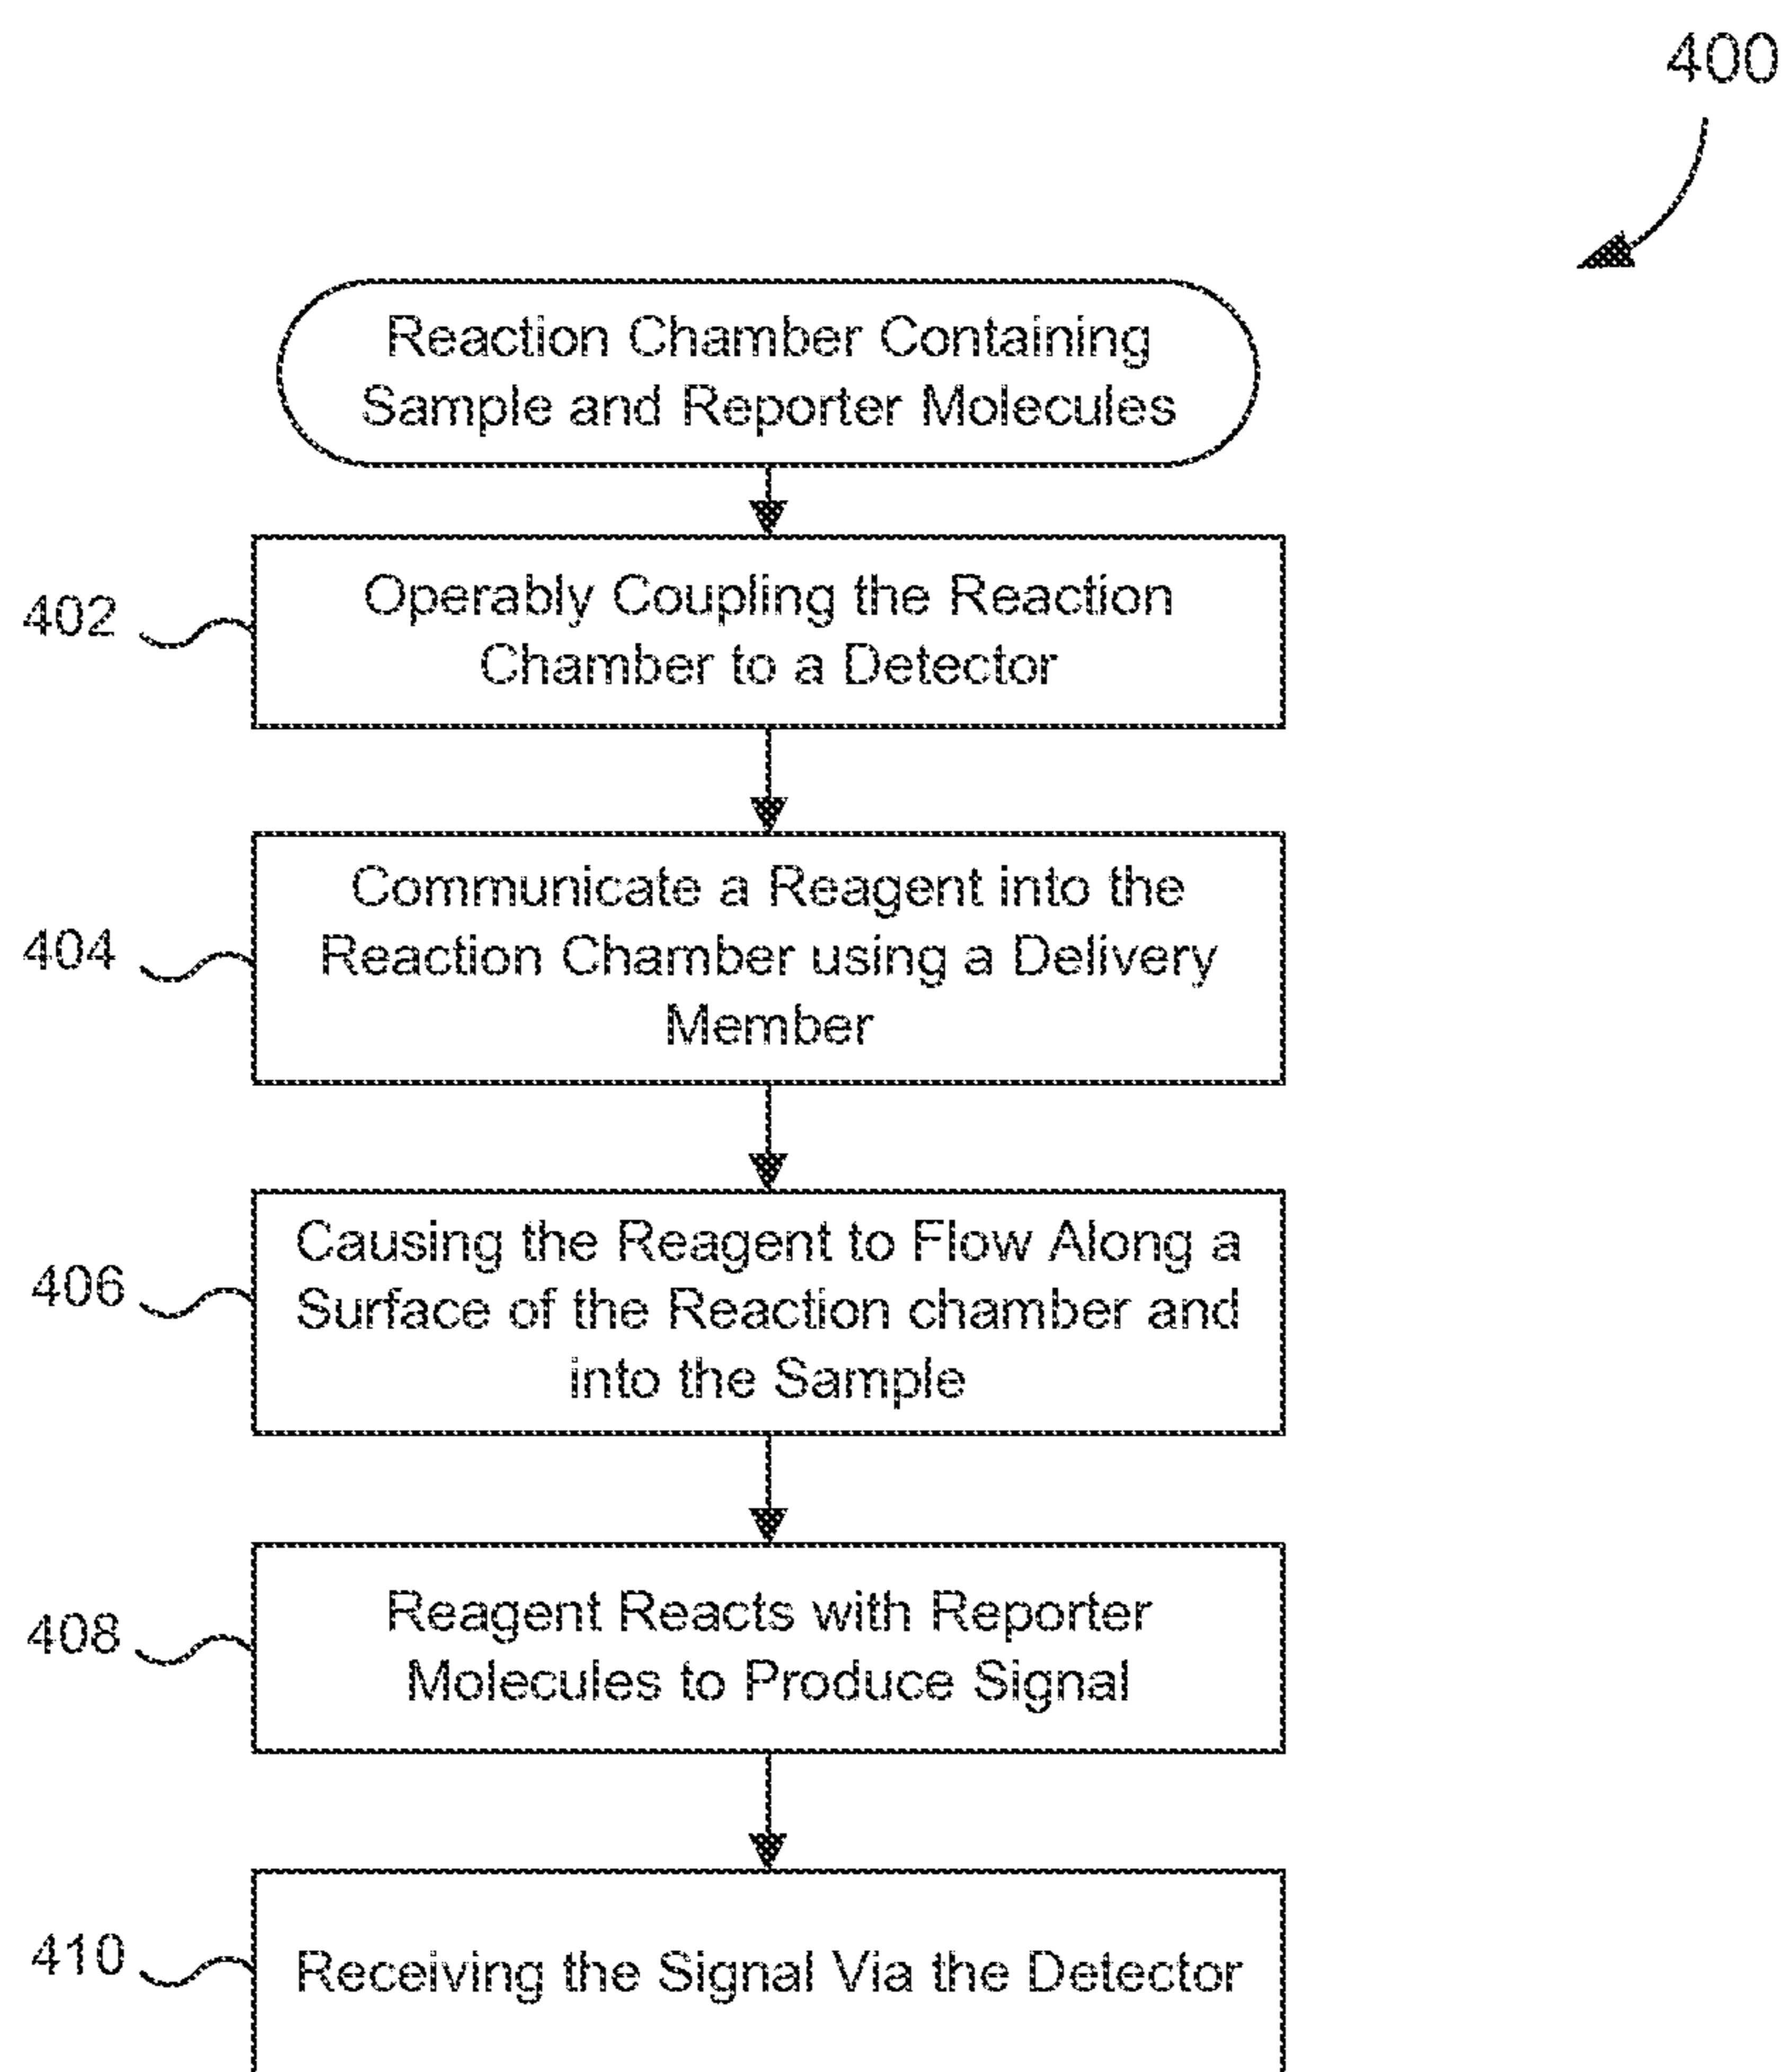 400
Reaction Chamber Containing
Sample and Reporter Molecules
402
Operably Coupling the Reaction
Chamber to a Detector
404
Communicate a Reagent into the
Reaction Chamber using a Delivery
Member
406
Causing the Reagent to Flow Along a
Surface of the Reaction chamber and
into the Sample
408
Reagent Reacts with Reporter
Molecules to Produce Signal
410
Receiving the Signal Via the Detector